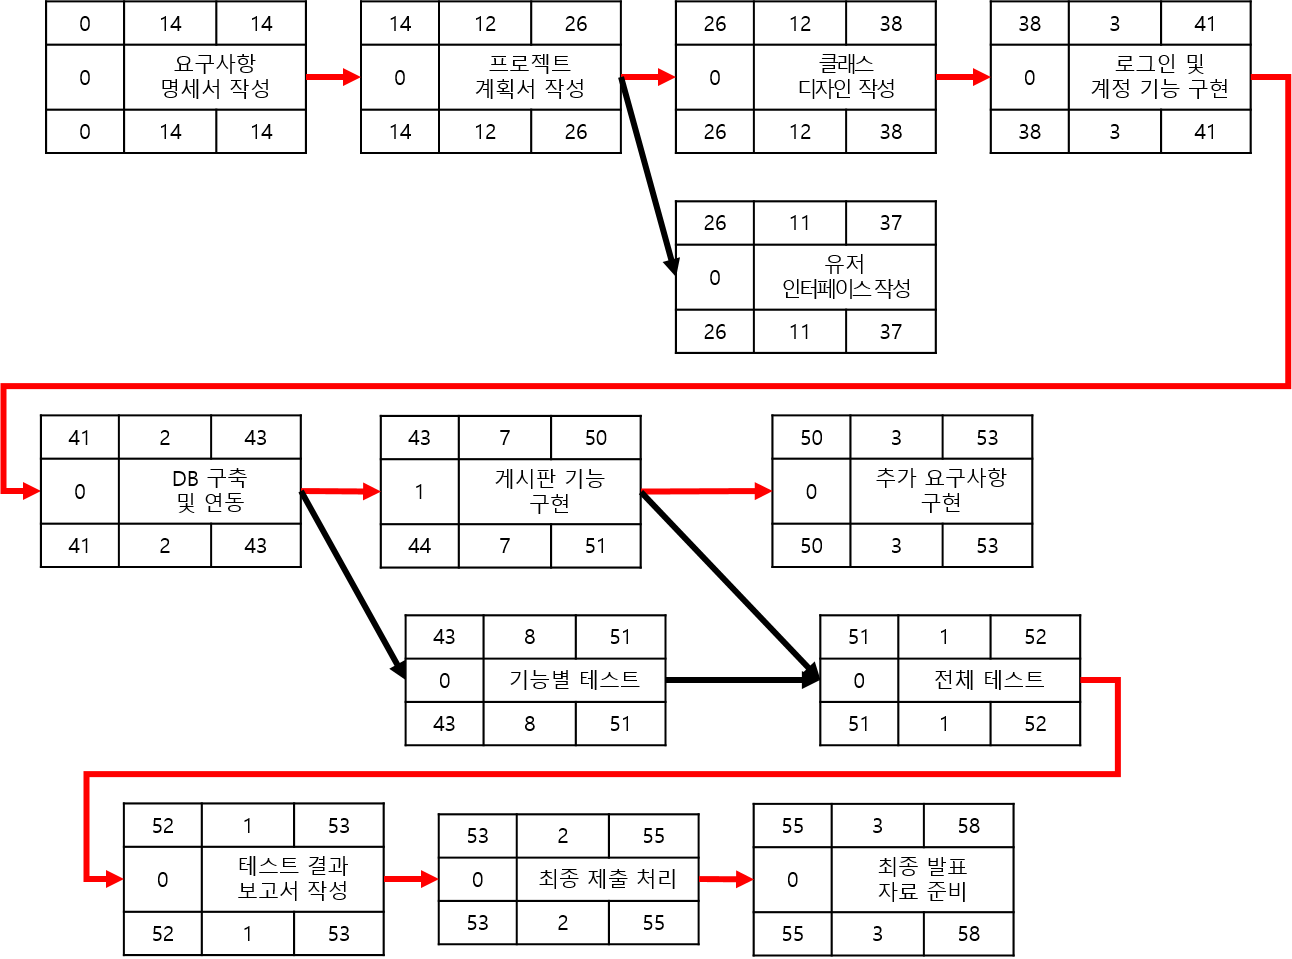 0 14 14
0 요구사항
명세서 작성
0 14 14
14 12 26
0 프로젝트
계획서 작성
14 12 26
26 12 38
0 클래스
디자인 작성
26 12 38
38 3 41
0 로그인 및
계정 기능 구현
38 3 41
26 11 37
0 유저
인터페이스 작성
26 11 37
41 2 43
0 DB 구축
및 연동
41 2 43
43 7 50
1 게시판 기능
구현
44 7 51
50 3 53
0 추가 요구사항
구현
50 3 53
43 8 51
0 기능별 테스트
43 8 51
51 1 52
0 전체 테스트
51 1 52
52 1 53
0 테스트 결과
보고서 작성
52 1 53
53 2 55
0 최종 제출 처리
53 2 55
55 3 58
0 최종 발표
자료 준비
55 3 58